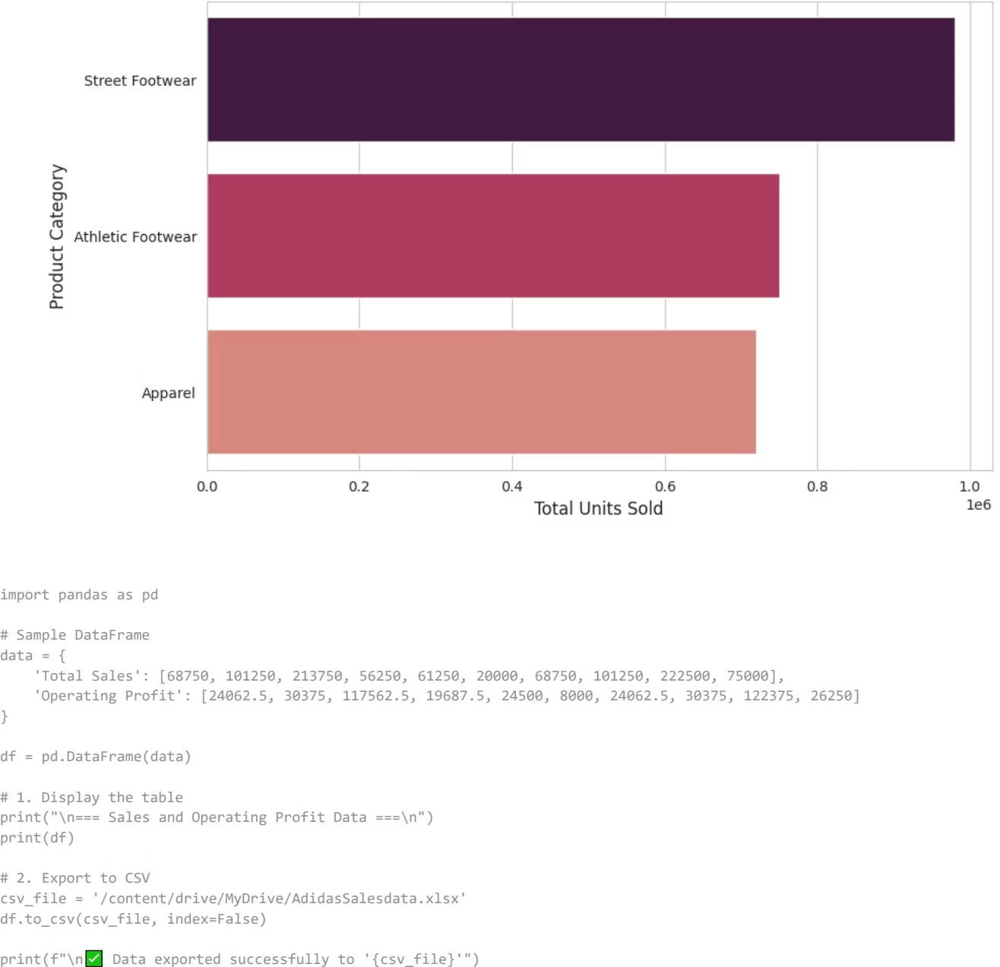 Street Footwear
Athletic Footwear
Apparel
Product Category
0.0 0.2 0.4 0.6 0.8 1.0
Total Units Sold
1e6
import pandas as pd
# Sample DataFrame
data = {
    'Total Sales': [68750, 101250, 213750, 56250, 61250, 20000, 68750, 101250, 222500, 75000],
    'Operating Profit': [24062.5, 30375, 117562.5, 19687.5, 24500, 8000, 24062.5, 30375, 122375, 26250]
}
df = pd.DataFrame(data)
# 1. Display the table
print("\n=== Sales and Operating Profit Data ===\n")
print(df)
# 2. Export to CSV
csv_file = '/content/drive/MyDrive/AdidasSalesdata.xlsx'
df.to_csv(csv_file, index=False)
print(f"\n✅ Data exported successfully to '{csv_file}'")